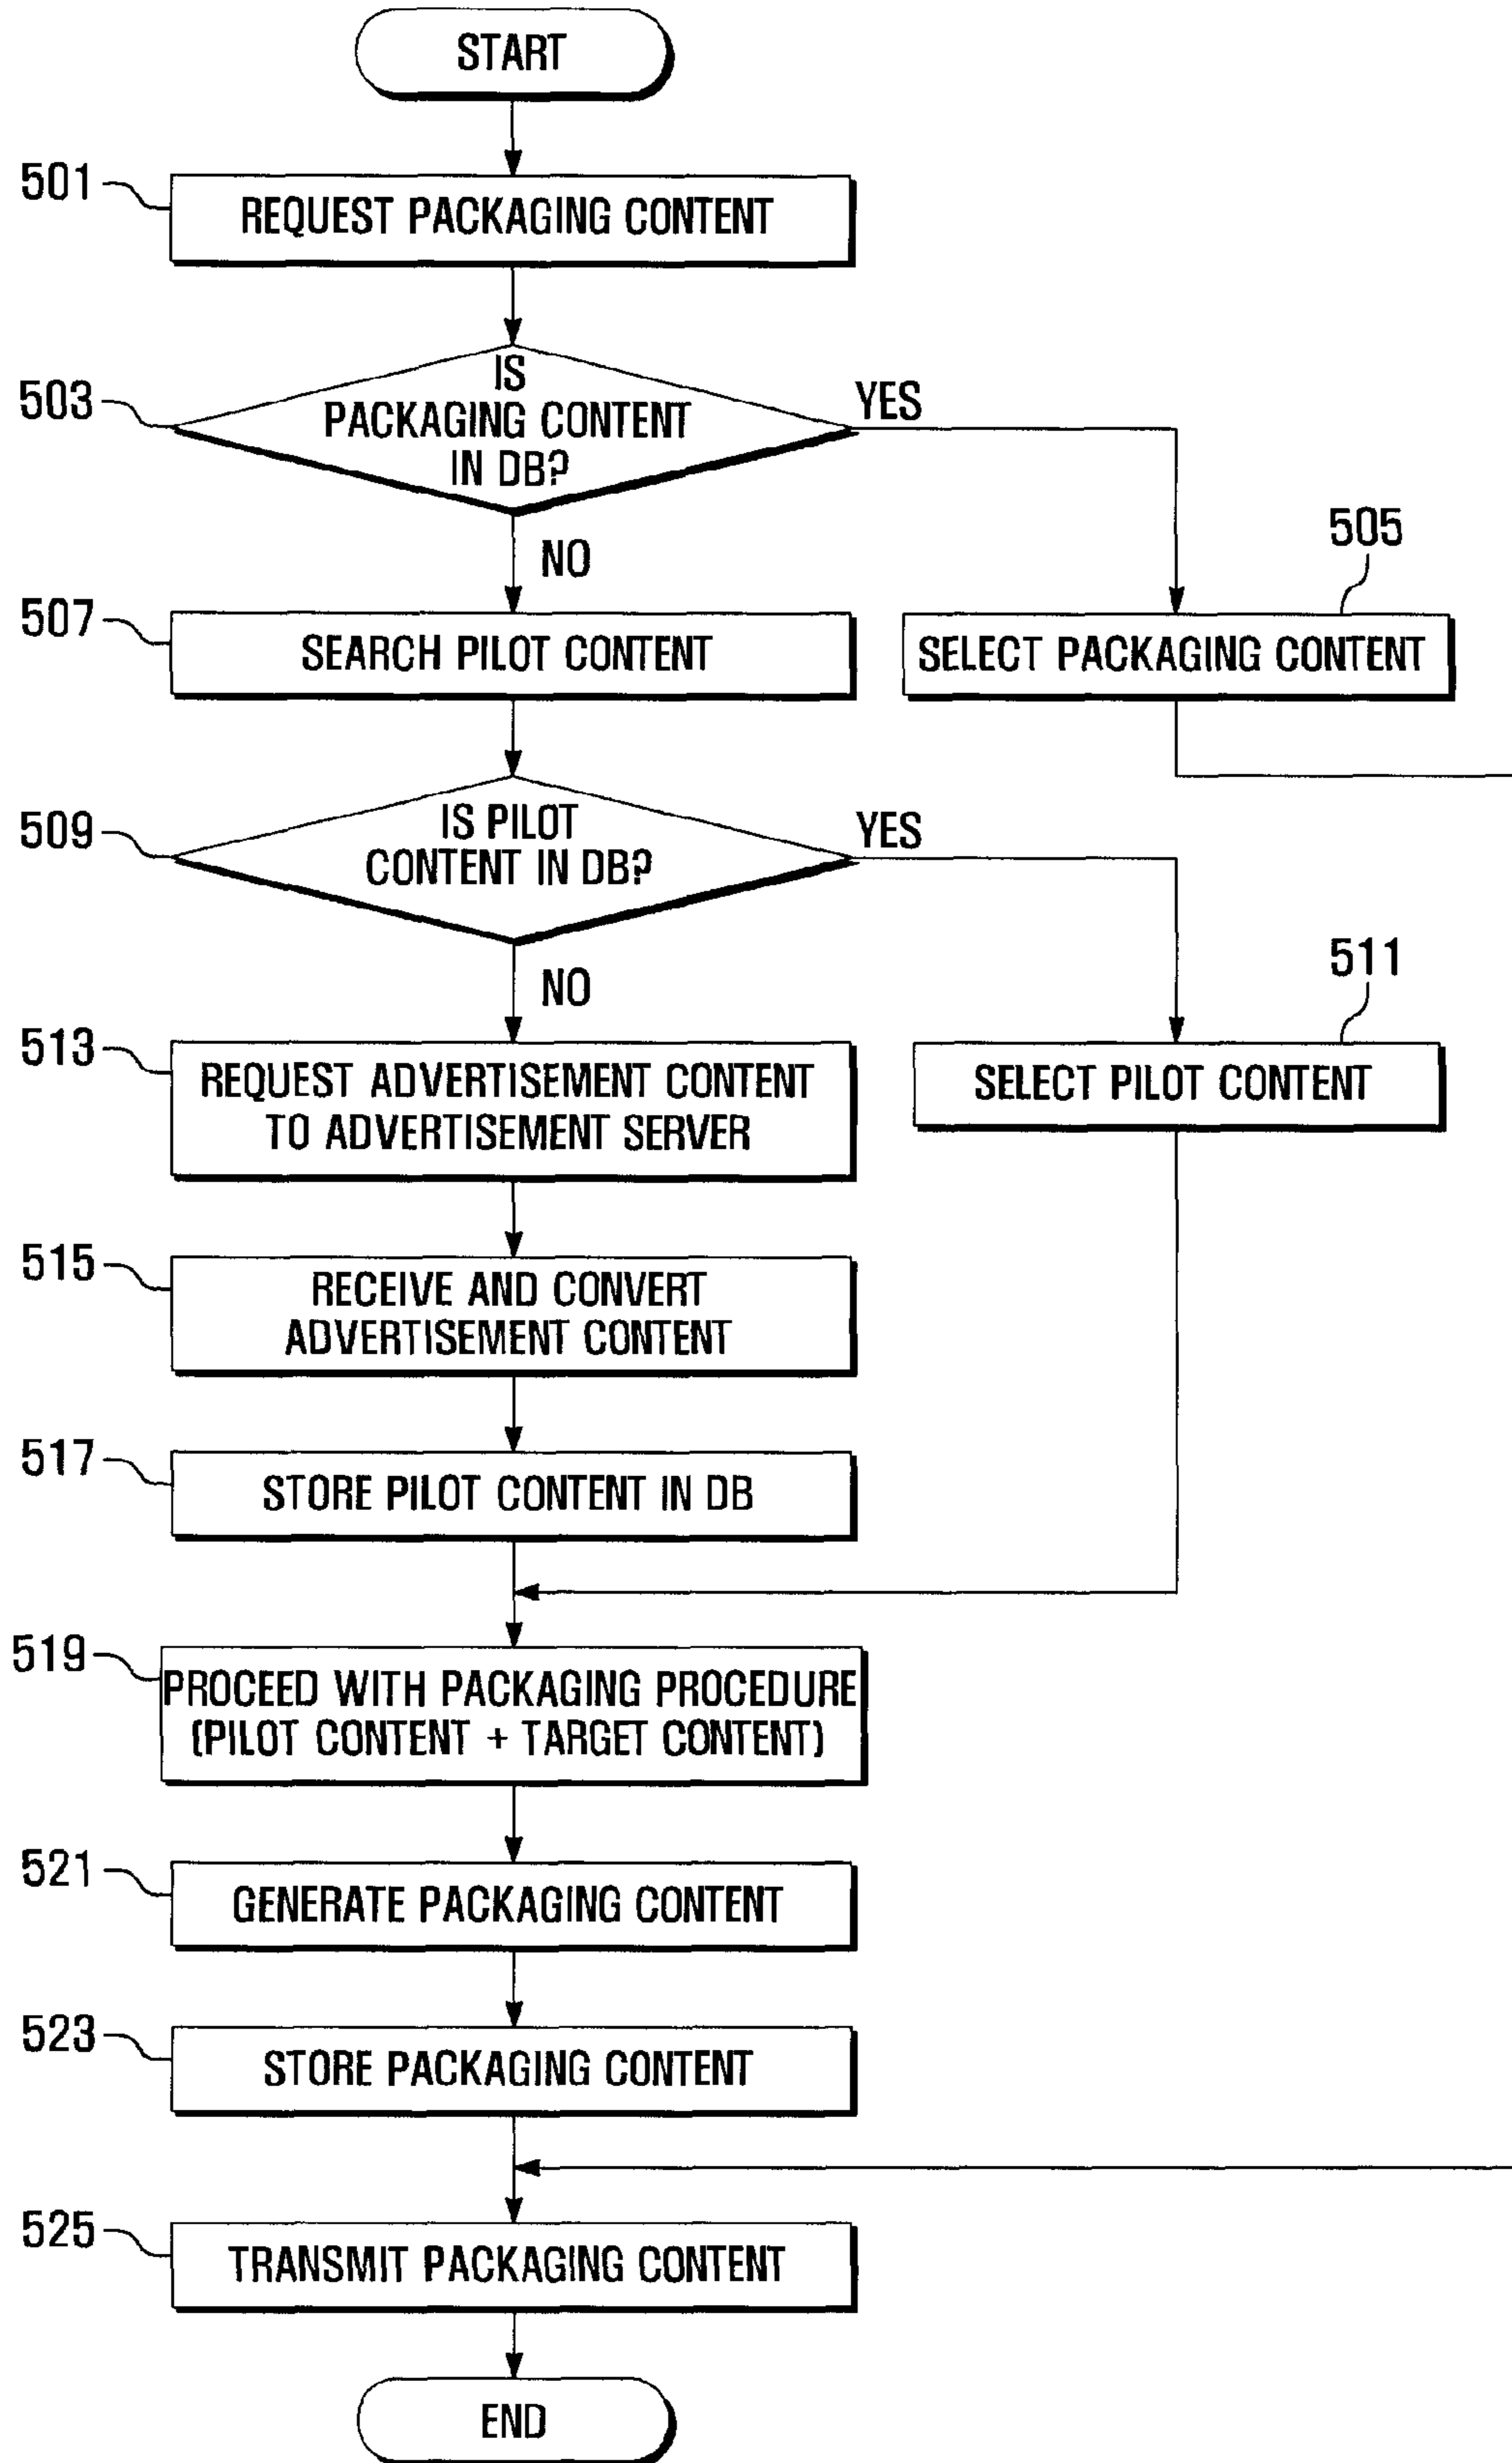 START
501
REQUEST PACKAGING CONTENT
503
IS
PACKAGING CONTENT
IN DB?
YES
NO
505
507
SEARCH PILOT CONTENT
SELECT PACKAGING CONTENT
509
IS PILOT
CONTENT IN DB?
YES
NO
511
513
REQUEST ADVERTISEMENT CONTENT
TO ADVERTISEMENT SERVER
SELECT PILOT CONTENT
515
RECEIVE AND CONVERT
ADVERTISEMENT CONTENT
517
STORE PILOT CONTENT IN DB
519
PROCEED WITH PACKAGING PROCEDURE
(PILOT CONTENT + TARGET CONTENT)
521
GENERATE PACKAGING CONTENT
523
STORE PACKAGING CONTENT
525
TRANSMIT PACKAGING CONTENT
END